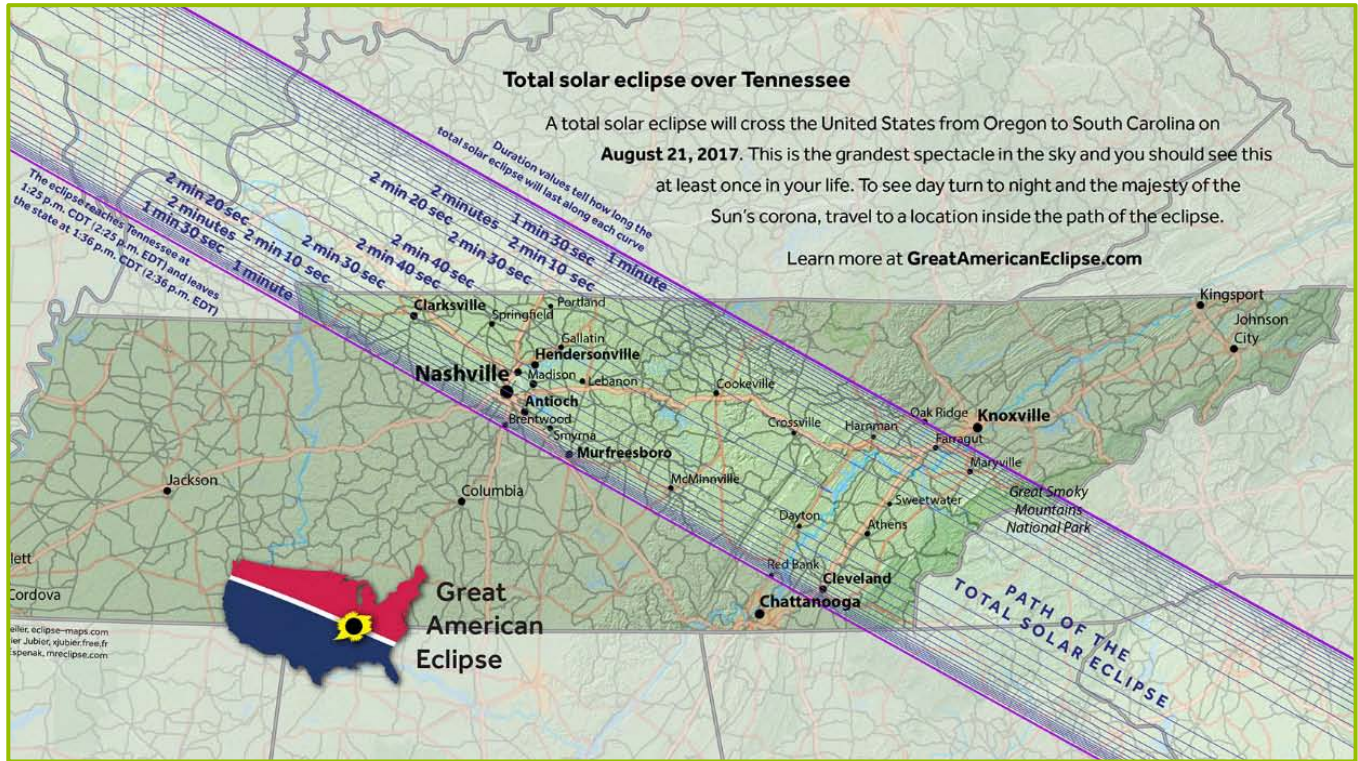 Total solar eclipse over Tennessee
A total solar eclipse will cross the United States from Oregon to South Carolina on
August 21, 2017. This is the grandest spectacle in the sky and you should see this
at least once in your life. To see day turn to night and the majesty of the
Sun's corona, travel to a location inside the path of the eclipse.
Learn more at GreatAmericanEclipse.com
Duration values tell how long the
total solar eclipse will last along each curve
The eclipse reaches Tennessee at
1:25 p.m. CDT (2:25 p.m. EDT) and leaves
the state at 1:36 p.m. CDT (2:36 p.m. EDT)
2 min 20 sec
2 minutes
1 min 30 sec
2 min 10 sec
1 minute
2 min 30 sec
2 min 40 sec
2 min 40 sec
2 min 20 sec
2 min 30 sec
2 minutes
2 min 10 sec
1 min 30 sec
1 minute
Clarksville
Springfield
Portland
Gallatin
Hendersonville
Nashville
Madison
Lebanon
Antioch
Brentwood
Smyrna
Murfreesboro
Cookeville
Crossville
Harriman
Oak Ridge
Knoxville
Farragut
Maryville
Kingsport
Johnson
City
Jackson
Columbia
McMinnville
Dayton
Sweetwater
Athens
Great Smoky
Mountains
National Park
Red Bank
Cleveland
Chattanooga
lett
Cordova
PATH OF THE
TOTAL SOLAR ECLIPSE
Great
American
Eclipse
eiler, eclipse-maps.com
ier Jubier, xjubier.free.fr
Espenak, mreclipse.com